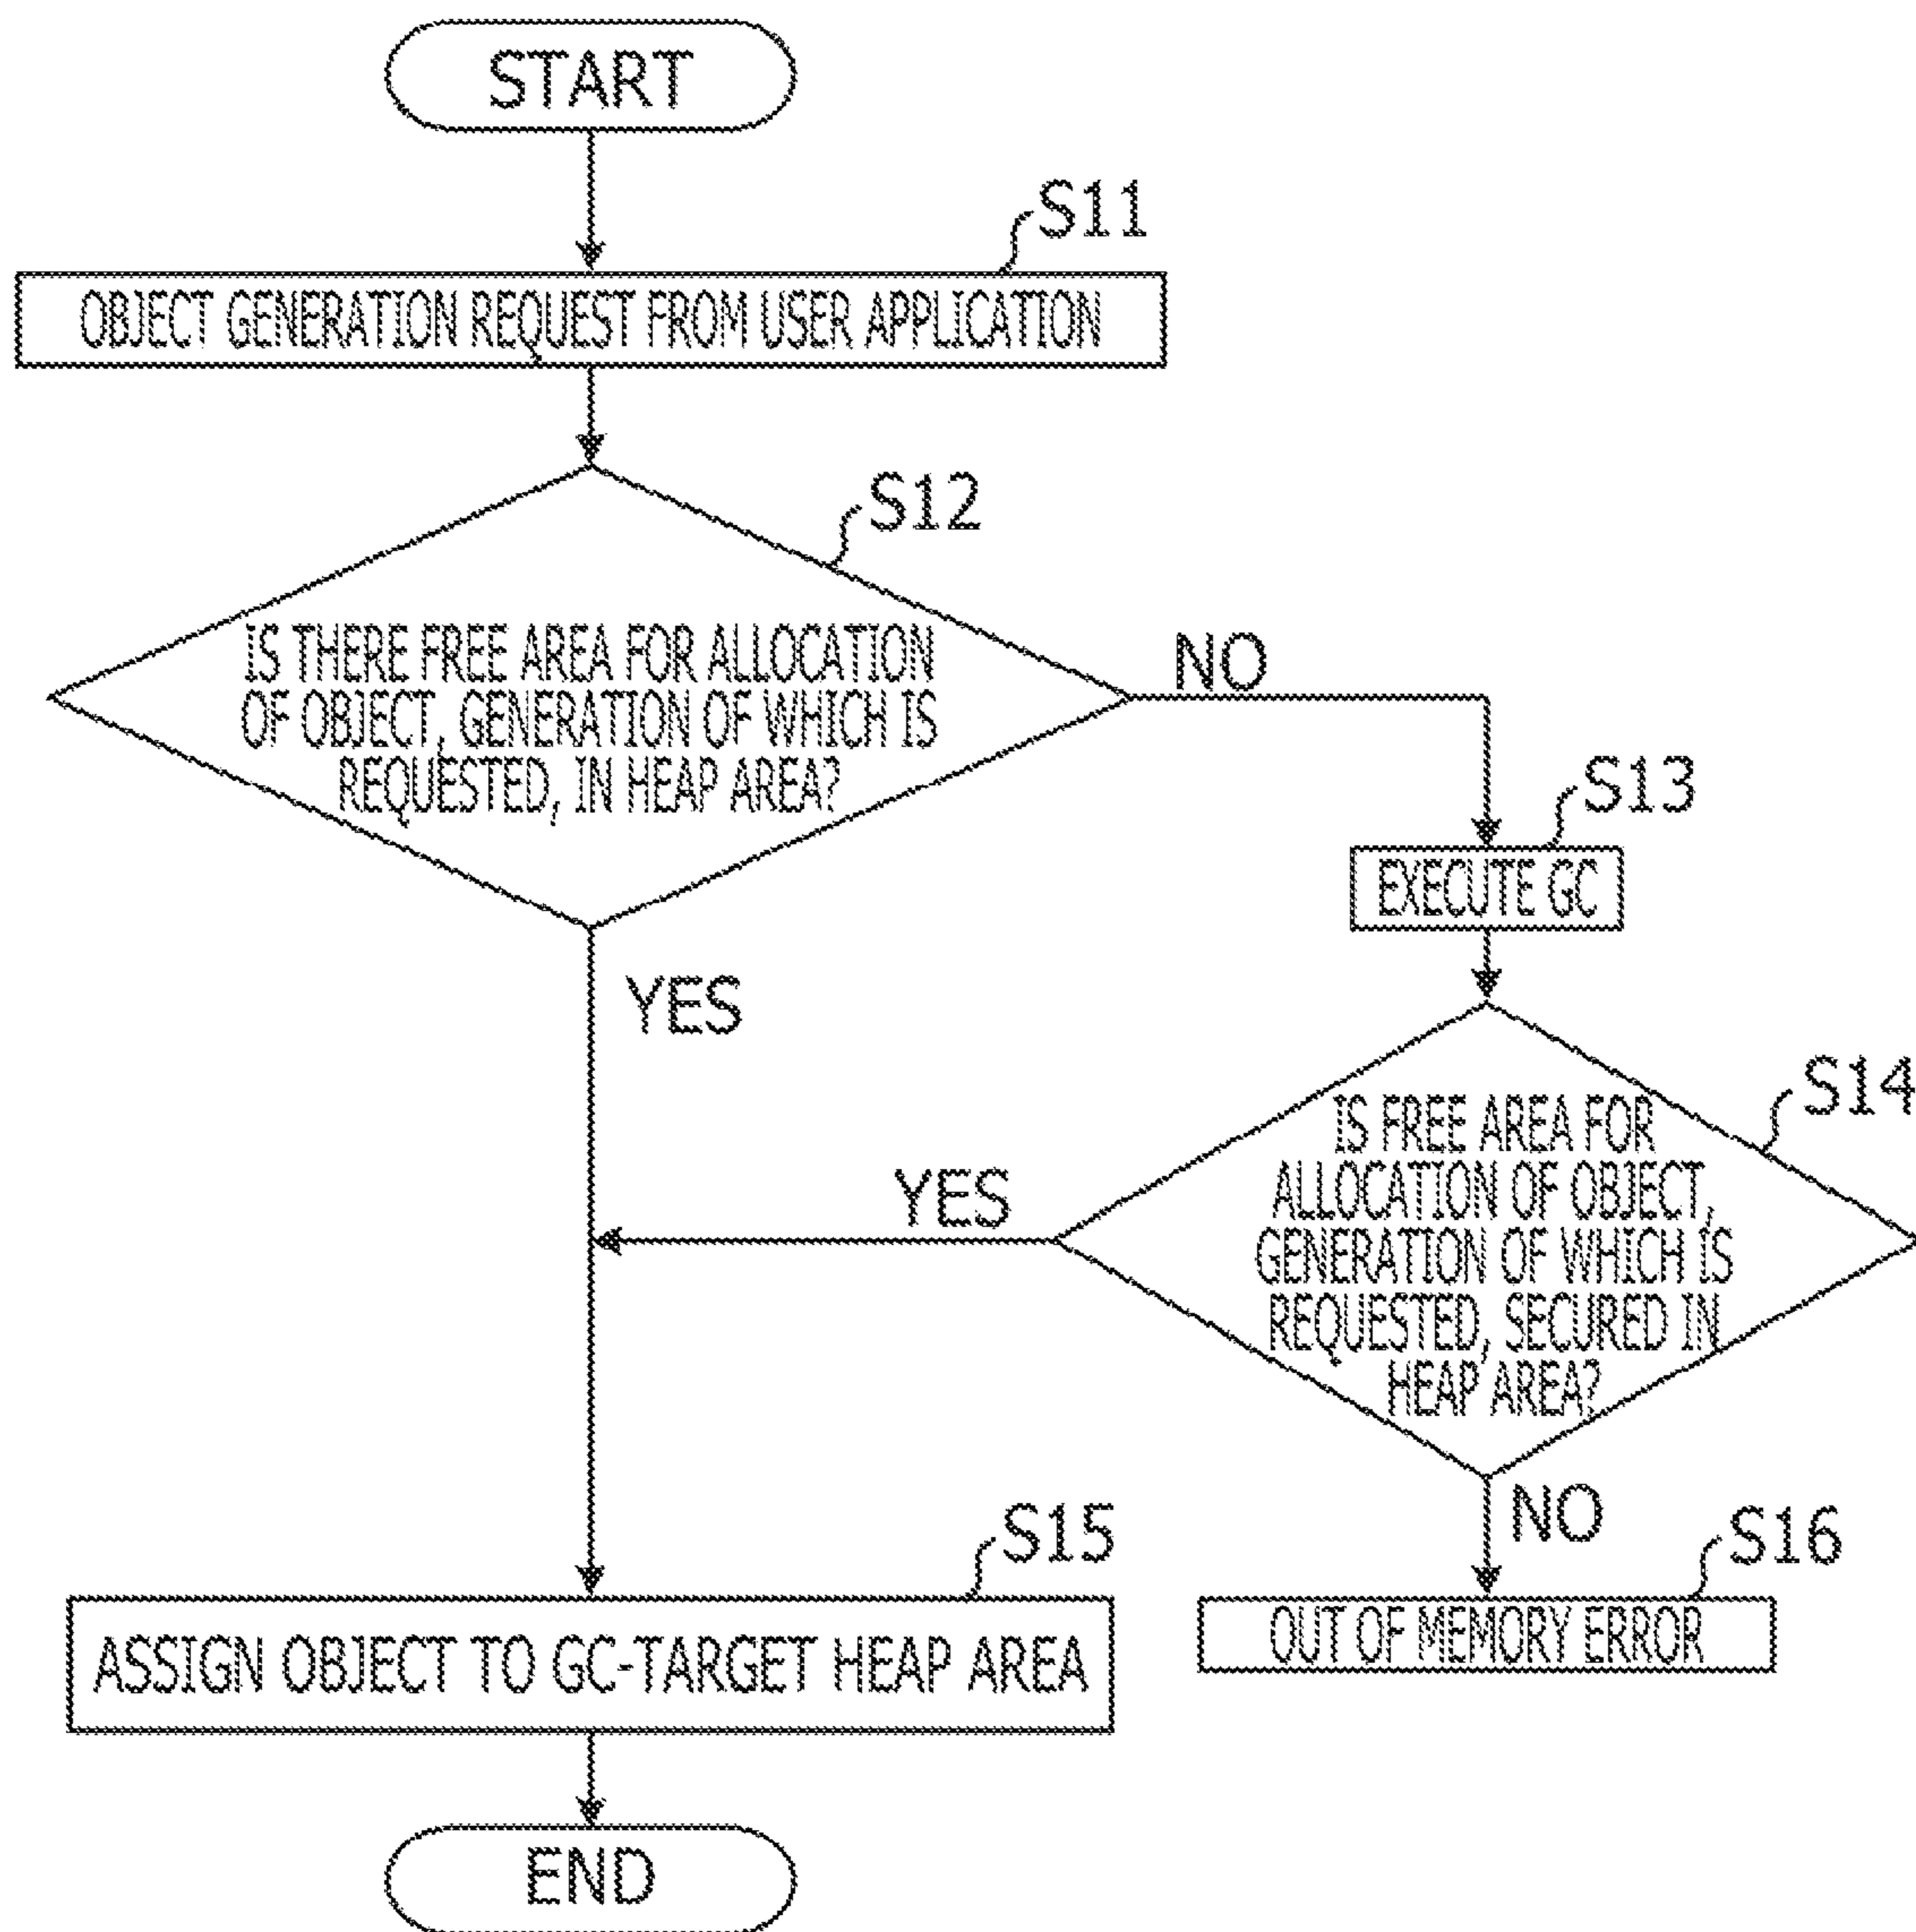 START
S11
OBJECT GENERATION REQUEST FROM USER APPLICATION
S12
IS THERE FREE AREA FOR ALLOCATION
OF OBJECT, GENERATION OF WHICH IS
REQUESTED, IN HEAP AREA?
NO
S13
EXECUTE GC
YES
S14
IS FREE AREA FOR
ALLOCATION OF OBJECT,
GENERATION OF WHICH IS
REQUESTED, SECURED IN
HEAP AREA?
YES
NO
S15
ASSIGN OBJECT TO GC-TARGET HEAP AREA
S16
OUT OF MEMORY ERROR
END